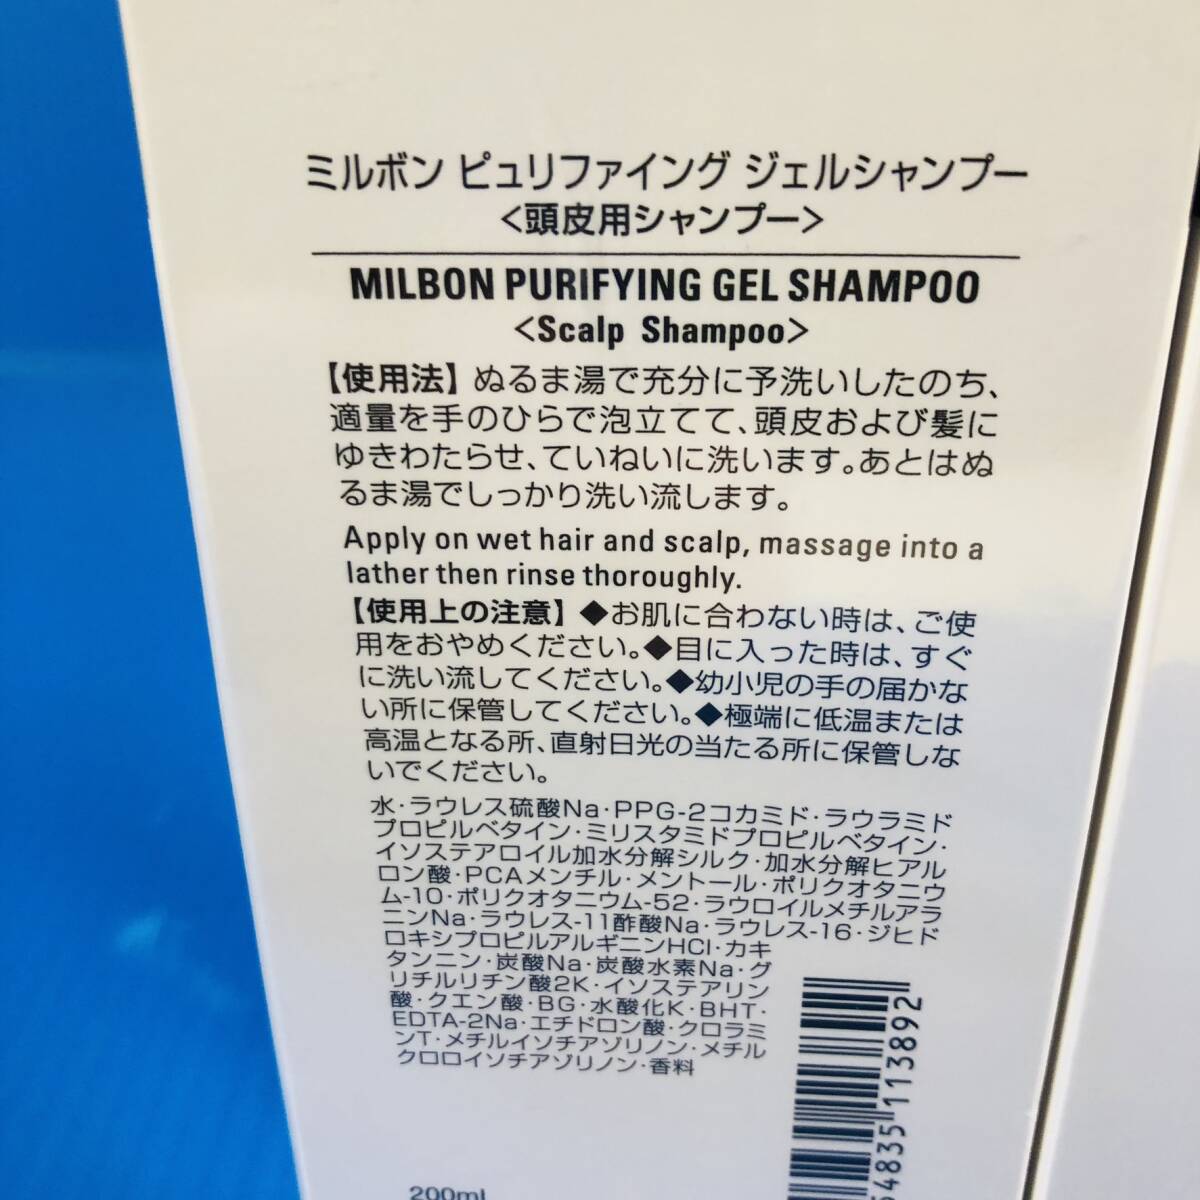 ミルボン ピュリファイング ジェルシャンプー
<頭皮用シャンプー>
MILBON PURIFYING GEL SHAMPOO
<Scalp Shampoo>
【使用法】ぬるま湯で充分に予洗いしたのち、
適量を手のひらで泡立てて、頭皮および髪に
ゆきわたらせ、ていねいに洗います。あとはぬ
るま湯でしっかり洗い流します。
Apply on wet hair and scalp, massage into a
lather then rinse thoroughly.
【使用上の注意】◆お肌に合わない時は、ご使
用をおやめください。◆目に入った時は、すぐ
に洗い流してください。◆幼小児の手の届かな
い所に保管してください。◆極端に低温または
高温となる所、直射日光の当たる所に保管しな
いでください。
水・ラウレス硫酸Na・PPG-2コカミド・ラウラミド
プロピルベタイン・ミリスタミドプロピルベタイン・
イソステアロイル加水分解シルク・加水分解ヒアル
ロン酸・PCAメンチル・メントール・ポリクオタニウ
ム-10・ポリクオタニウム-52・ラウロイルメチルアラ
ニンNa・ラウレス-11酢酸Na・ラウレス-16・ジヒド
ロキシプロピルアルギニンHCl・カキ
タンニン・炭酸Na・炭酸水素Na・グ
リチルリチン酸2K・イソステアリン
酸・クエン酸・BG・水酸化K・BHT・
EDTA-2Na・エチドロン酸・クロラミ
ンT・メチルイソチアゾリノン・メチル
クロロイソチアゾリノン・香料
200ml
54835 113892